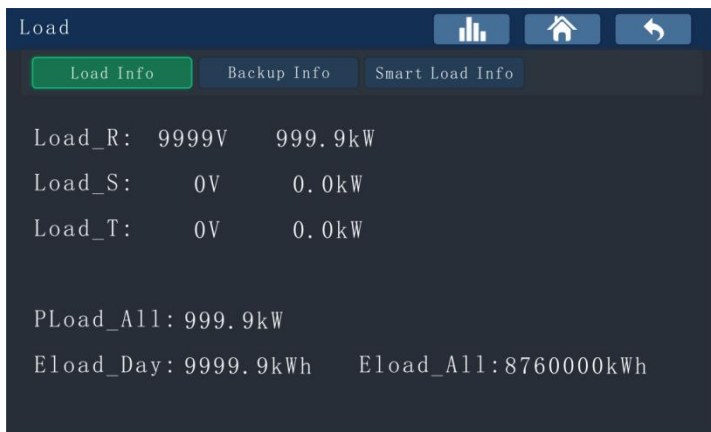 Load
Load Info Backup Info Smart Load Info
Load_R: 9999V 999.9kW
Load_S: 0V 0.0kW
Load_T: 0V 0.0kW
PLoad_All: 999.9kW
Eload_Day: 9999.9kWh Eload_All:8760000kWh